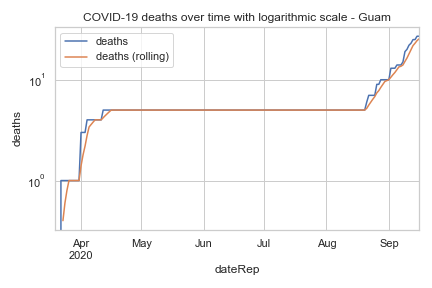 COVID-19 deaths over time with logarithmic scale - Guam
deaths
deaths (rolling)
10¹
10⁰
deaths
Apr
2020
May
Jun
Jul
Aug
Sep
dateRep